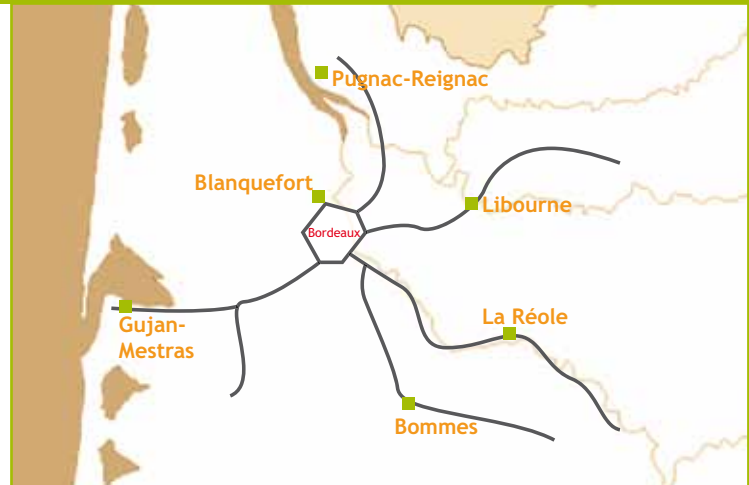 Pugnac-Reignac
Blanquefort
Libourne
Bordeaux
Gujan-
Mestras
La Réole
Bommes